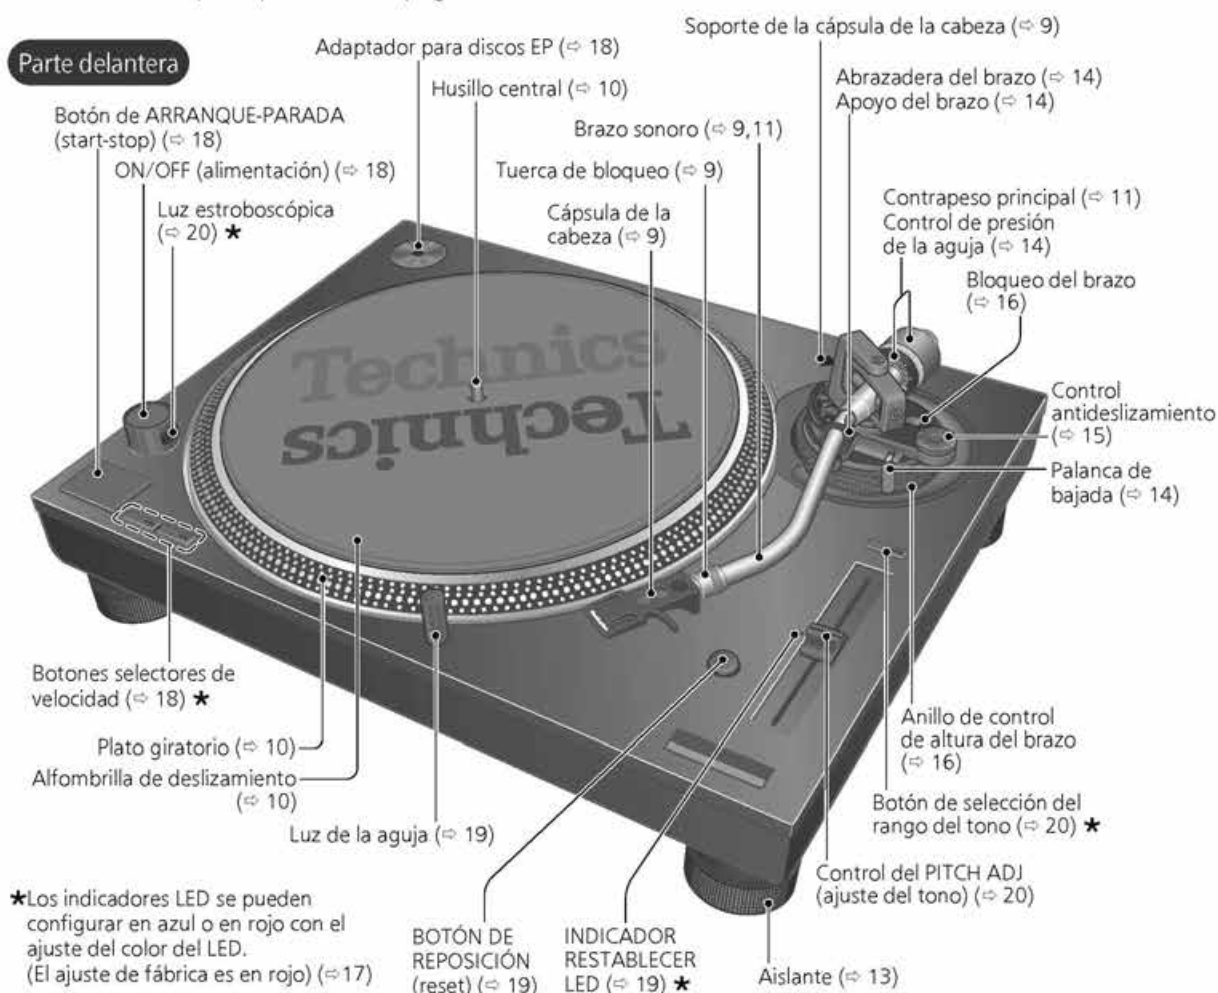 Parte delantera
Adaptador para discos EP (⇨ 18)
Soporte de la cápsula de la cabeza (⇨ 9)
Husillo central (⇨ 10)
Abrazadera del brazo (⇨ 14)
Apoyo del brazo (⇨ 14)
Botón de ARRANQUE-PARADA
(start-stop) (⇨ 18)
Brazo sonoro (⇨ 9,11)
ON/OFF (alimentación) (⇨ 18)
Tuerca de bloqueo (⇨ 9)
Luz estroboscópica
(⇨ 20) ★
Cápsula de la
cabeza (⇨ 9)
Contrapeso principal (⇨ 11)
Control de presión
de la aguja (⇨ 14)
Bloqueo del brazo
(⇨ 16)
Technics
Technics
Control
antideslizamiento
(⇨ 15)
Palanca de
bajada (⇨ 14)
Botones selectores de
velocidad (⇨ 18) ★
Plato giratorio (⇨ 10)
Alfombrilla de deslizamiento
(⇨ 10)
Luz de la aguja (⇨ 19)
Anillo de control
de altura del brazo
(⇨ 16)
Botón de selección del
rango del tono (⇨ 20) ★
Control del PITCH ADJ
(ajuste del tono) (⇨ 20)
★Los indicadores LED se pueden
configurar en azul o en rojo con el
ajuste del color del LED.
(El ajuste de fábrica es en rojo) (⇨17)
BOTÓN DE
REPOSICIÓN
(reset) (⇨ 19)
INDICADOR
RESTABLECER
LED (⇨ 19) ★
Aislante (⇨ 13)